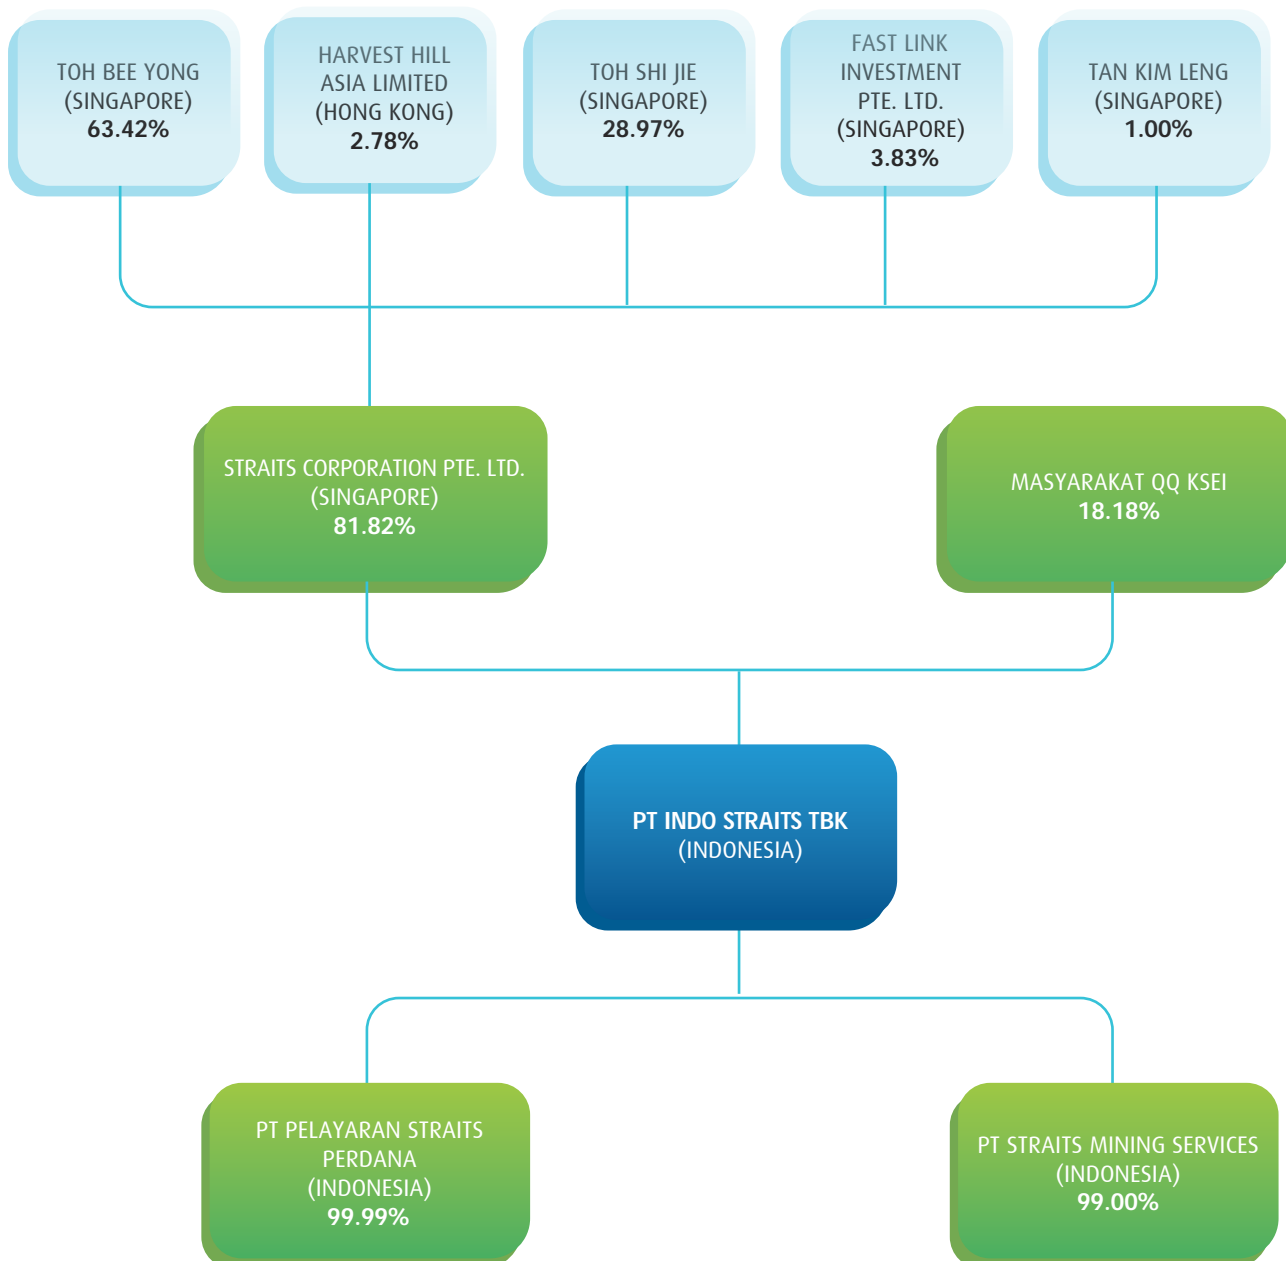 TOH BEE YONG
(SINGAPORE)
63.42%
HARVEST HILL
ASIA LIMITED
(HONG KONG)
2.78%
TOH SHI JIE
(SINGAPORE)
28.97%
FAST LINK
INVESTMENT
PTE. LTD.
(SINGAPORE)
3.83%
TAN KIM LENG
(SINGAPORE)
1.00%
STRAITS CORPORATION PTE. LTD.
(SINGAPORE)
81.82%
MASYARAKAT QQ KSEI
18.18%
PT INDO STRAITS TBK
(INDONESIA)
PT PELAYARAN STRAITS
PERDANA
(INDONESIA)
99.99%
PT STRAITS MINING SERVICES
(INDONESIA)
99.00%